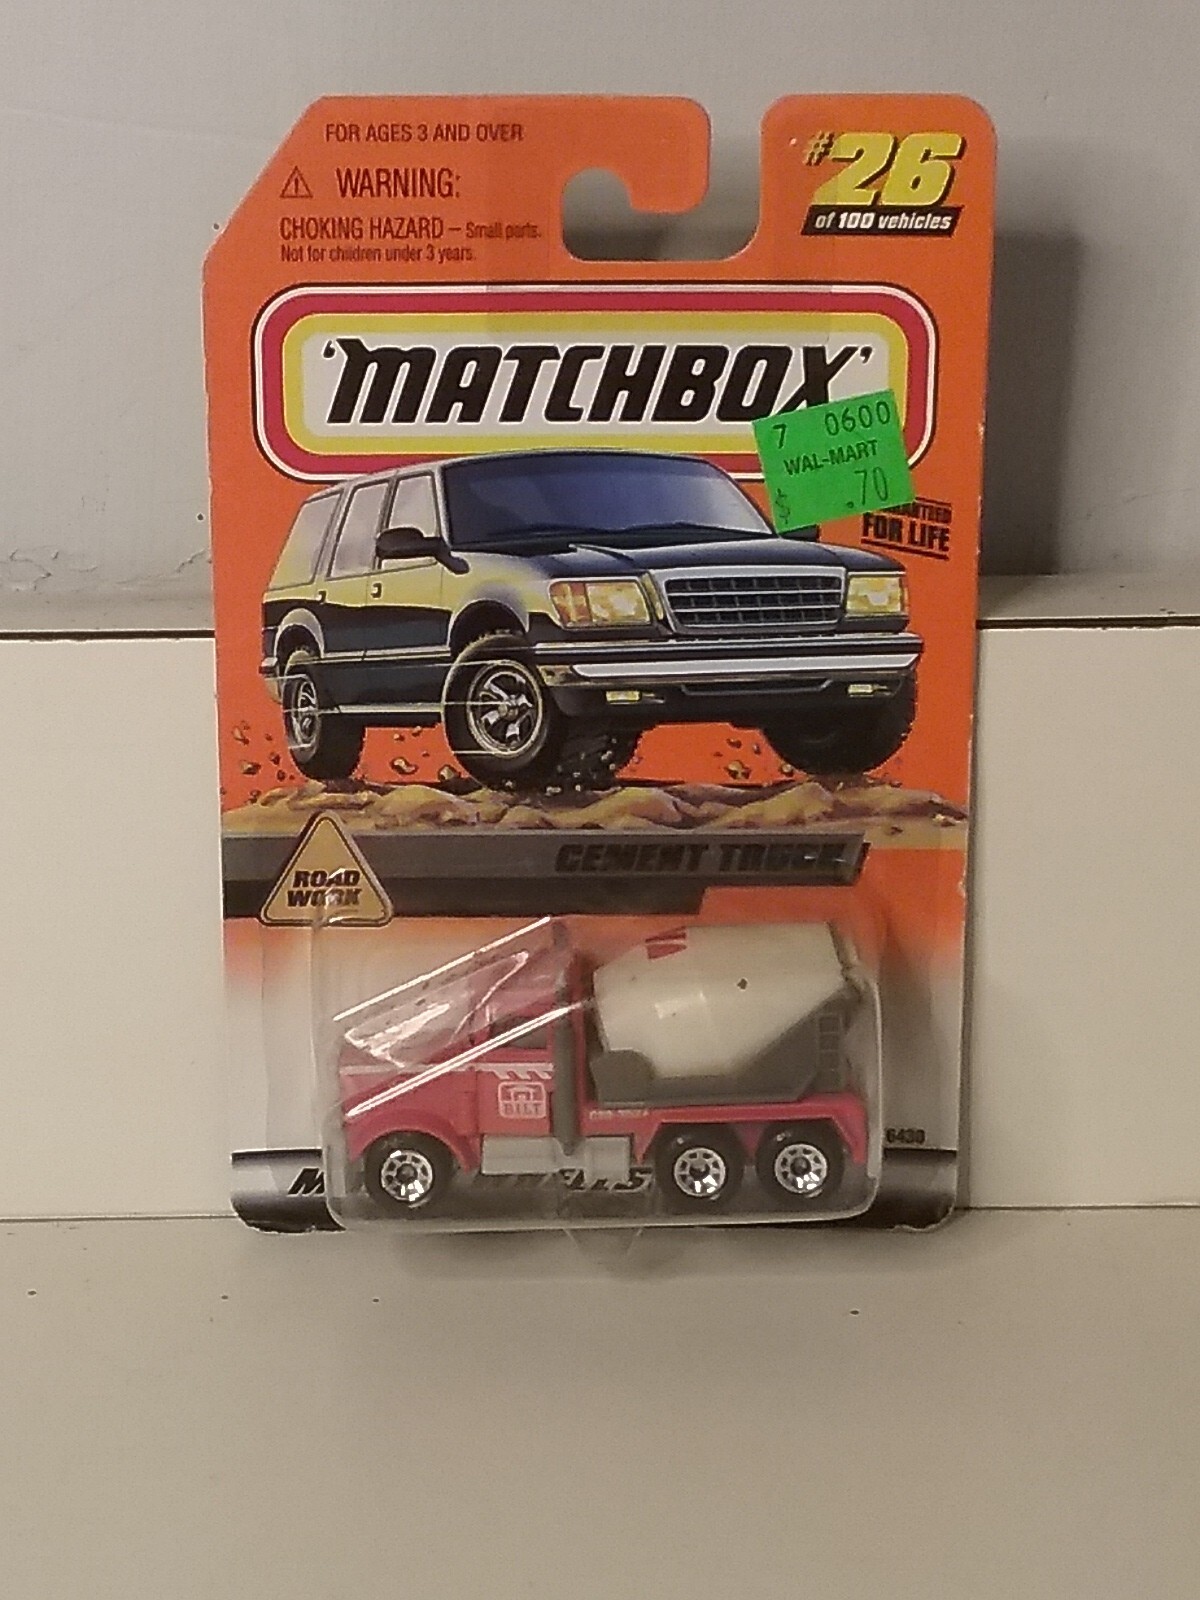 FOR AGES 3 AND OVER
⚠ WARNING:
CHOKING HAZARD – Small parts.
Not for children under 3 years.
#26
of 100 vehicles
'MATCHBOX'
7 0600
WAL-MART
$ .70
FOR LIFE
CEMENT TRUCK
ROAD
WORK
BILT
6430